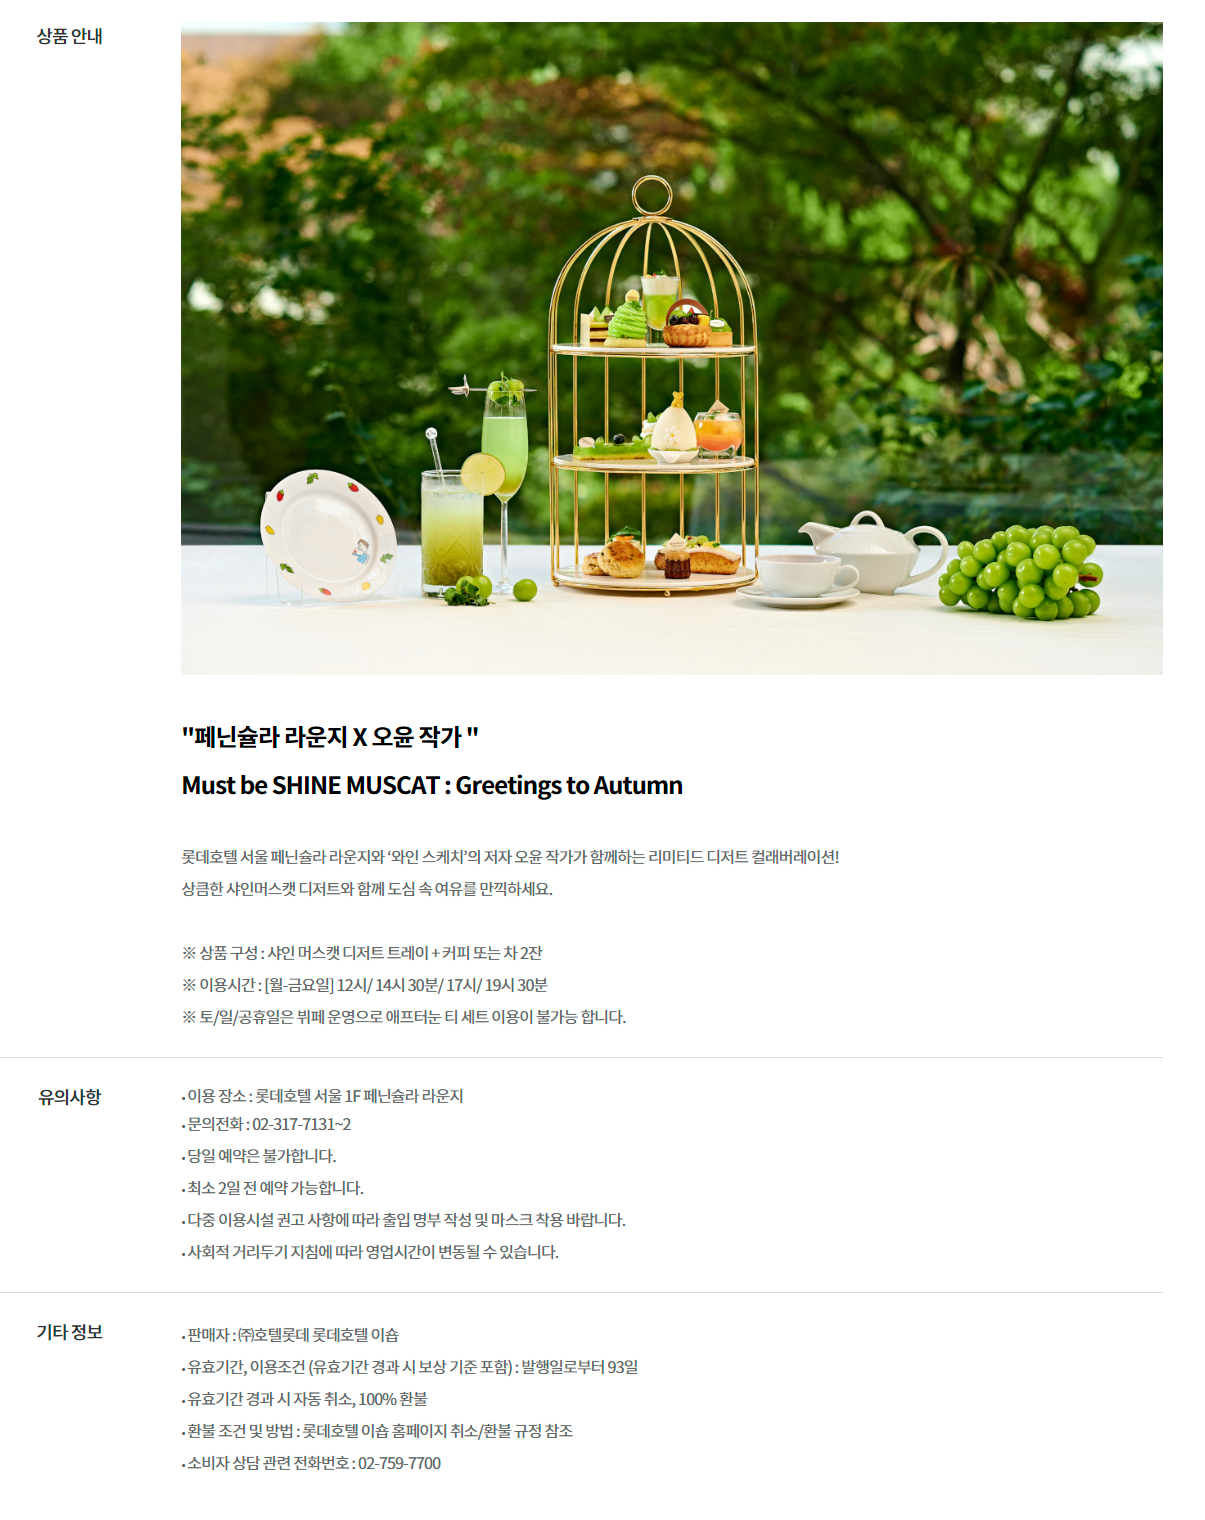 상품 안내
"페닌슐라 라운지 X 오윤 작가 "
Must be SHINE MUSCAT : Greetings to Autumn
롯데호텔 서울 페닌슐라 라운지와 ‘와인 스케치’의 저자 오윤 작가가 함께하는 리미티드 디저트 컬래버레이션!
상큼한 샤인머스캣 디저트와 함께 도심 속 여유를 만끽하세요.
※ 상품 구성 : 샤인 머스캣 디저트 트레이 + 커피 또는 차 2잔
※ 이용시간 : [월-금요일] 12시/ 14시 30분/ 17시/ 19시 30분
※ 토/일/공휴일은 뷔페 운영으로 애프터눈 티 세트 이용이 불가능 합니다.
유의사항
• 이용 장소 : 롯데호텔 서울 1F 페닌슐라 라운지
• 문의전화 : 02-317-7131~2
• 당일 예약은 불가합니다.
• 최소 2일 전 예약 가능합니다.
• 다중 이용시설 권고 사항에 따라 출입 명부 작성 및 마스크 착용 바랍니다.
• 사회적 거리두기 지침에 따라 영업시간이 변동될 수 있습니다.
기타 정보
• 판매자 : ㈜호텔롯데 롯데호텔 이숍
• 유효기간, 이용조건 (유효기간 경과 시 보상 기준 포함) : 발행일로부터 93일
• 유효기간 경과 시 자동 취소, 100% 환불
• 환불 조건 및 방법 : 롯데호텔 이숍 홈페이지 취소/환불 규정 참조
• 소비자 상담 관련 전화번호 : 02-759-7700